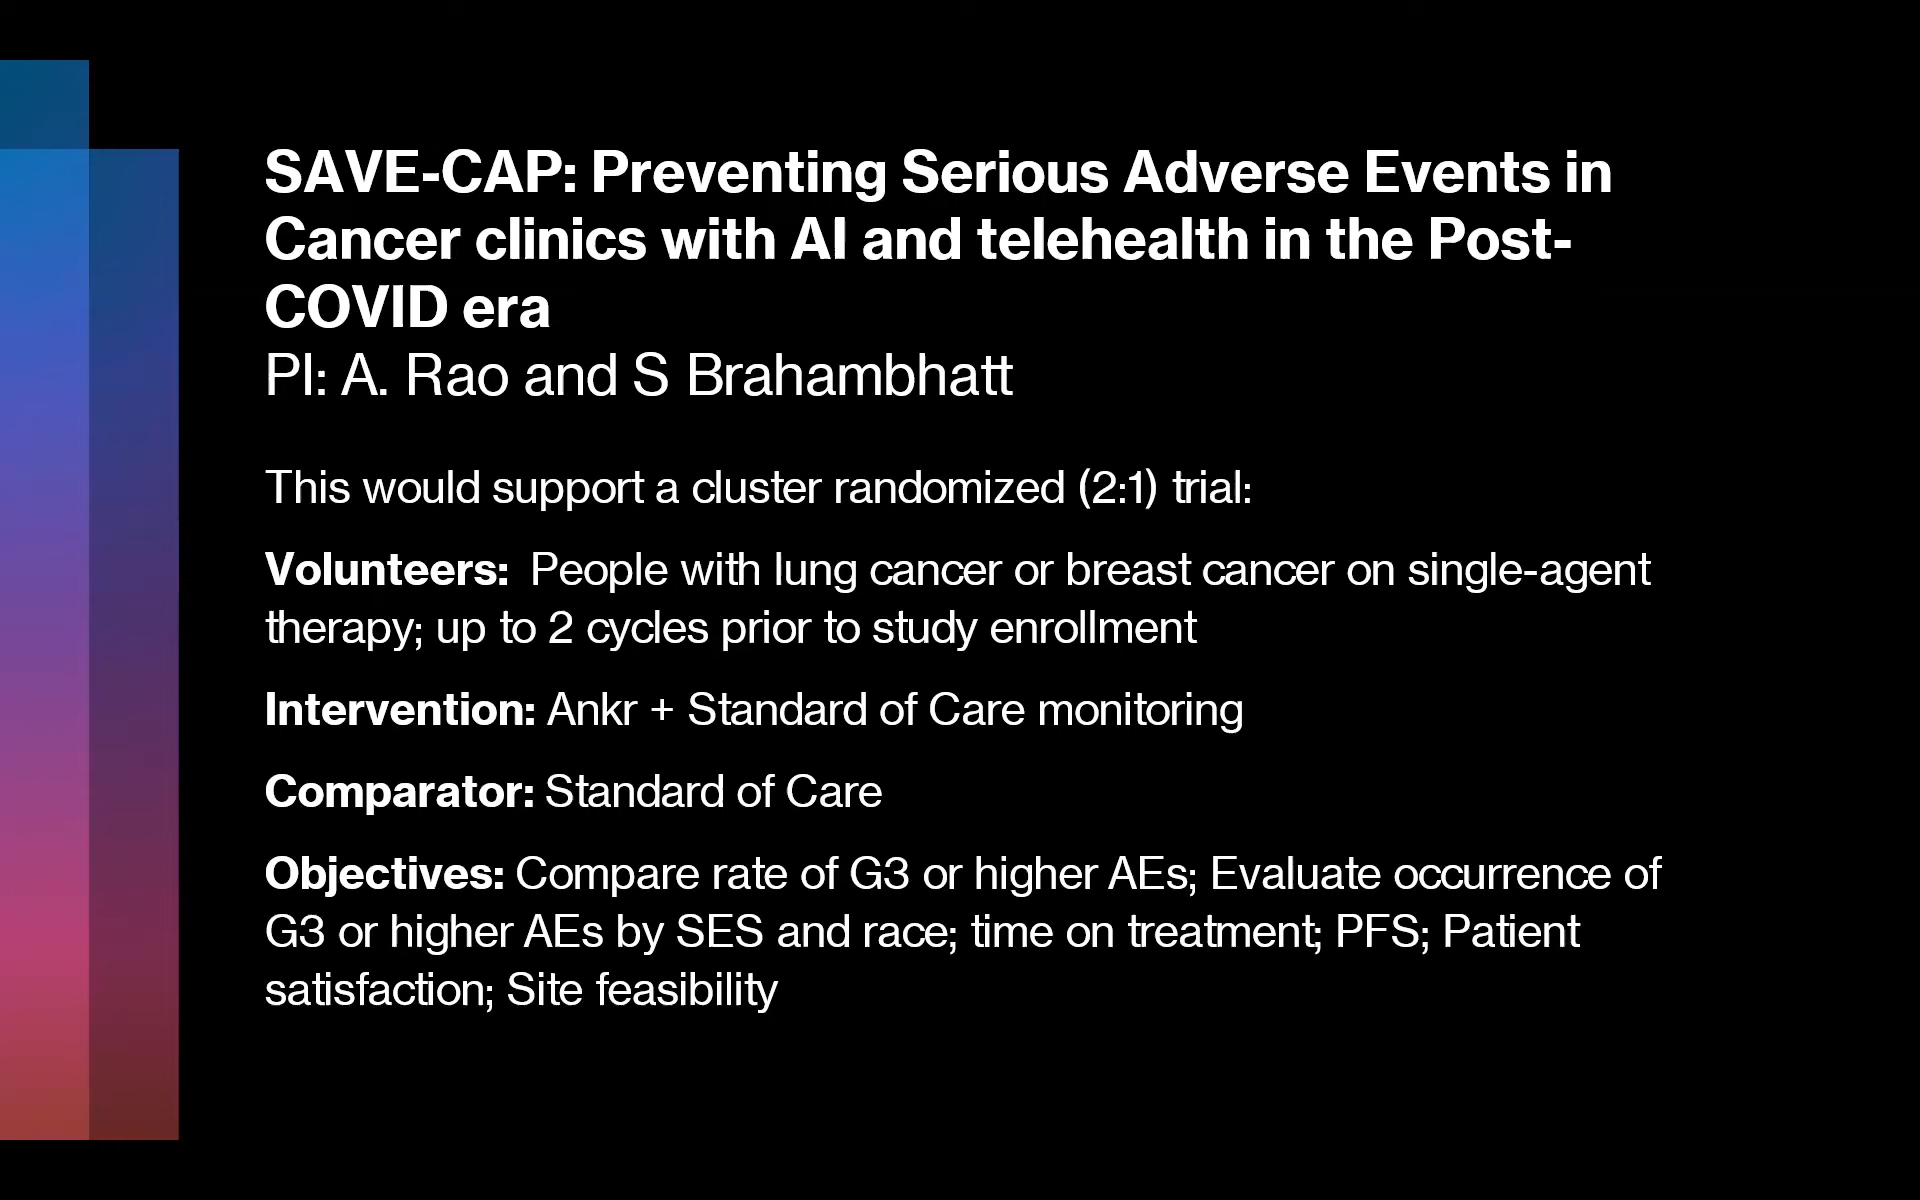 SAVE-CAP: Preventing Serious Adverse Events in
Cancer clinics with AI and telehealth in the Post-
COVID era
PI: A. Rao and S Brahambhatt
This would support a cluster randomized (2:1) trial:
Volunteers: People with lung cancer or breast cancer on single-agent
therapy; up to 2 cycles prior to study enrollment
Intervention: Ankr + Standard of Care monitoring
Comparator: Standard of Care
Objectives: Compare rate of G3 or higher AEs; Evaluate occurrence of
G3 or higher AEs by SES and race; time on treatment; PFS; Patient
satisfaction; Site feasibility